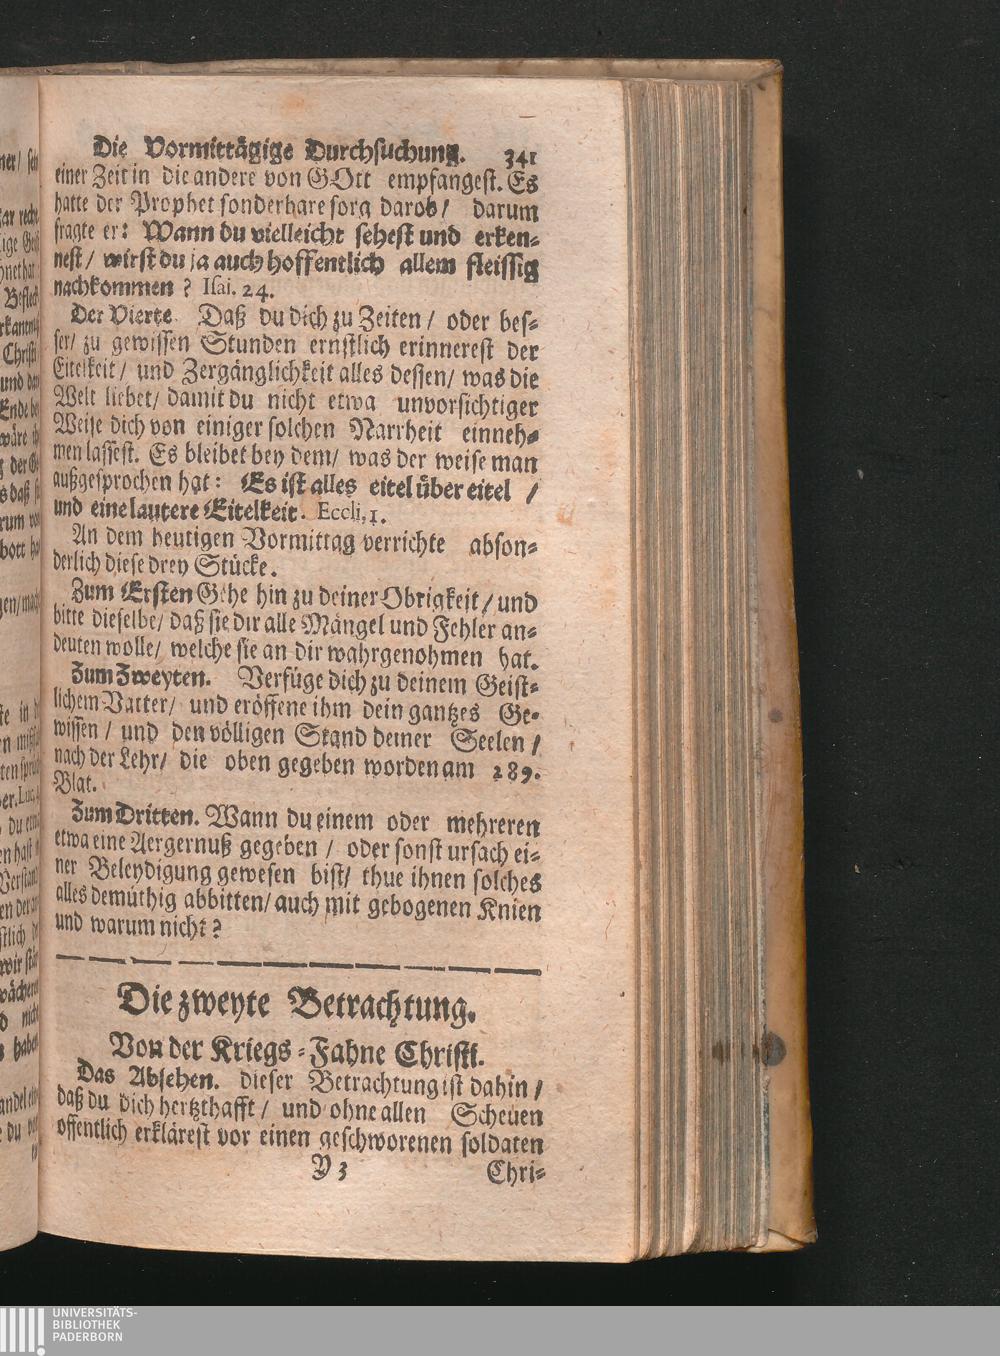 Die Vormittägige Durchsuchung. 341
einer Zeit in die andere von GOtt empfangest. Es
hatte der Prophet sonderbare sorg darob/ darum
fragte er: Wann du vielleicht sehest und erken-
nest/ wirst du ja auch hoffentlich allem fleissig
nachkommen? Isai. 24.
Der Vierte. Daß du dich zu Zeiten/ oder bes-
ser/ zu gewissen Stunden ernstlich erinnerest der
Eitelkeit/ und Zergänglichkeit alles dessen/ was die
Welt liebet/ damit du nicht etwa unvorsichtiger
Weise dich von einiger solchen Narrheit einneh-
men lassest. Es bleibet bey dem/ was der weise man
außgesprochen hat: Es ist alles eitel über eitel /
und eine lautere Eitelkeit. Eccli, 1.
An dem heutigen Vormittag verrichte abson-
derlich diese drey Stücke.
Zum Ersten Gehe hin zu deiner Obrigkeit/ und
bitte dieselbe/ daß sie dir alle Mängel und Fehler an-
deuten wolle/ welche sie an dir wahrgenohmen hat.
Zum Zweyten. Verfüge dich zu deinem Geist-
lichem Vatter/ und eröffene ihm dein gantzes Ge-
wissen/ und den völligen Stand deiner Seelen/
nach der Lehr/ die oben gegeben worden am 289.
Blat.
Zum Dritten. Wann du einem oder mehreren
etwa eine Aergernuß gegeben / oder sonst ursach ei-
ner Beleydigung gewesen bist/ thue ihnen solches
alles demüthig abbitten/ auch mit gebogenen Knien
und warum nicht?
Die zweyte Betrachtung.
Von der Kriegs-Fahne Christi.
Das Absehen. dieser Betrachtung ist dahin/
daß du dich hertzthafft/ und ohne allen Scheuen
offentlich erklärest vor einen geschworenen soldaten
Y 3 Chri-
UNIVERSITÄTS-
BIBLIOTHEK
PADERBORN